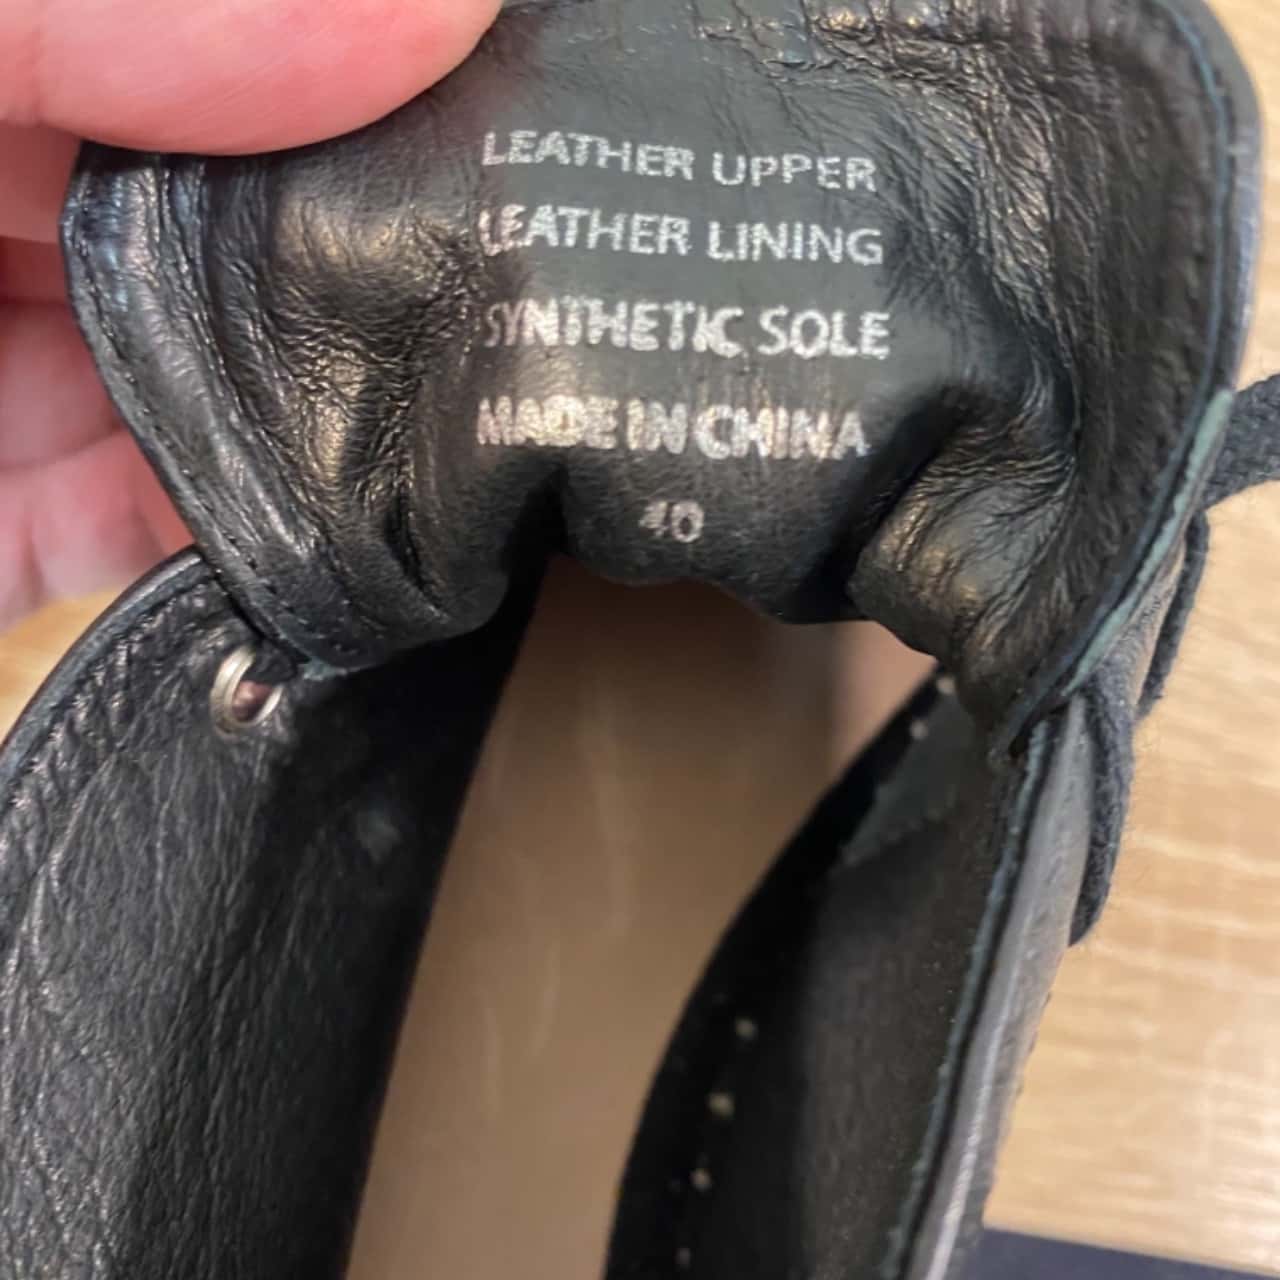 LEATHER UPPER
LEATHER LINING
SYNTHETIC SOLE
MADE IN CHINA
40